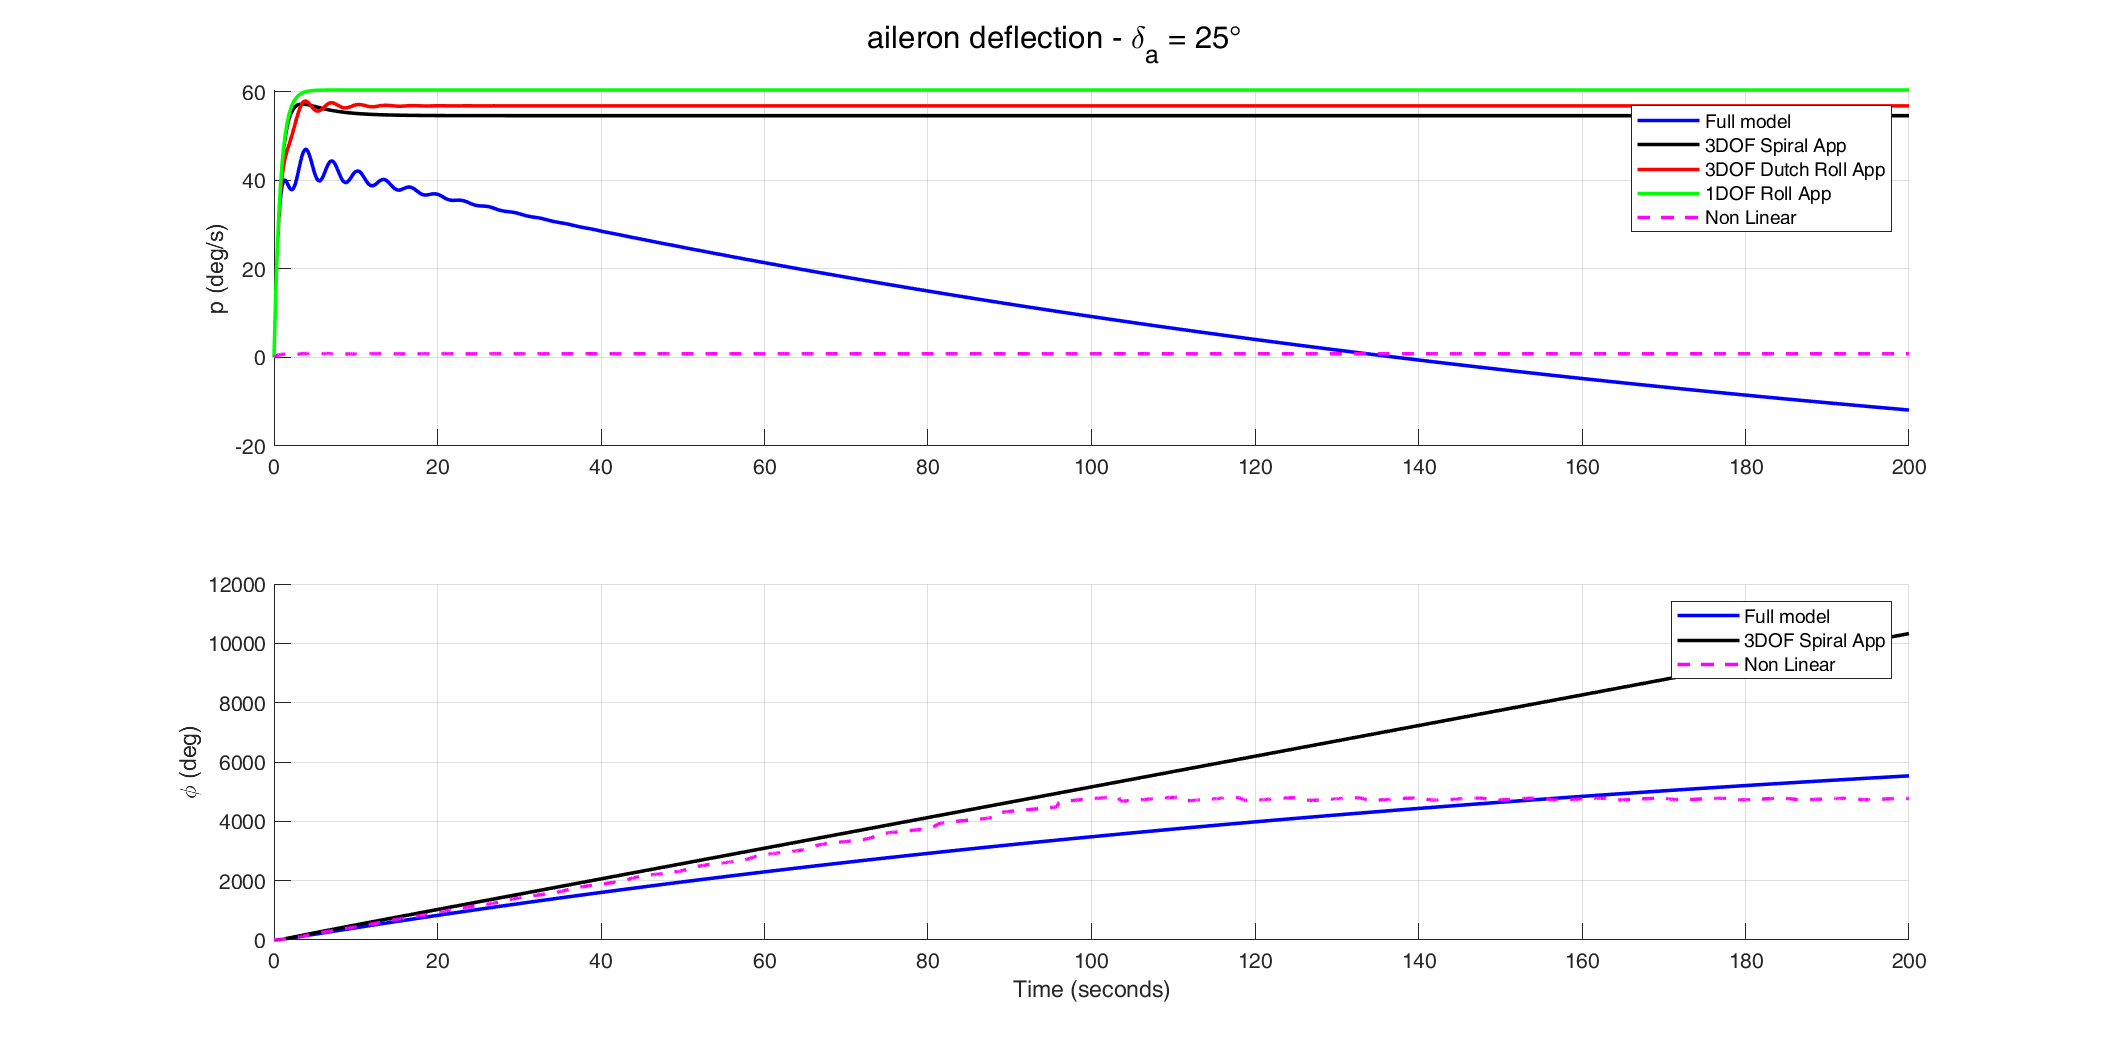 aileron deflection - δa = 25°
60
40
20
0
-20
p (deg/s)
0 20 40 60 80 100 120 140 160 180 200
Full model
3DOF Spiral App
3DOF Dutch Roll App
1DOF Roll App
Non Linear
12000
10000
8000
6000
4000
2000
0
ϕ (deg)
0 20 40 60 80 100 120 140 160 180 200
Time (seconds)
Full model
3DOF Spiral App
Non Linear